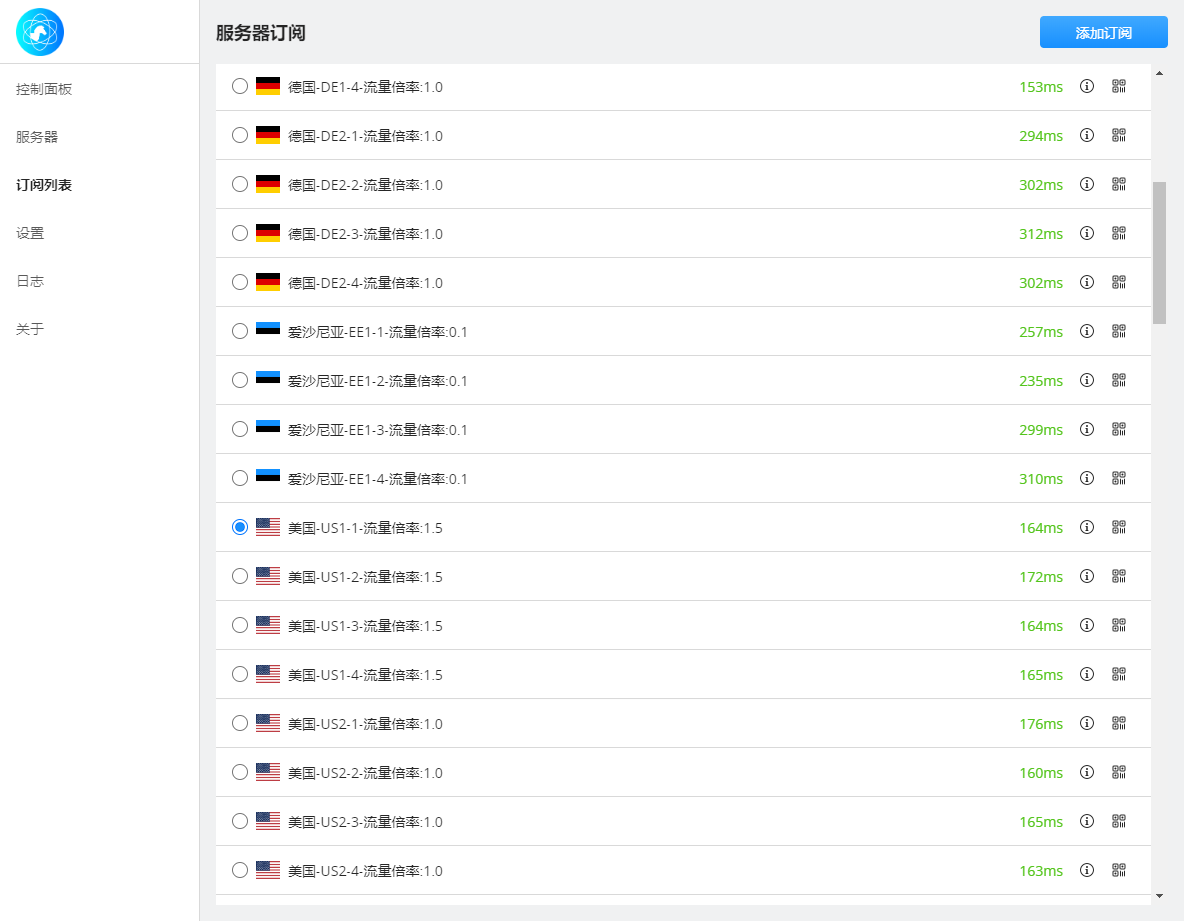 服务器订阅
添加订阅
控制面板
服务器
订阅列表
设置
日志
关于
德国-DE1-4-流量倍率:1.0 153ms
德国-DE2-1-流量倍率:1.0 294ms
德国-DE2-2-流量倍率:1.0 302ms
德国-DE2-3-流量倍率:1.0 312ms
德国-DE2-4-流量倍率:1.0 302ms
爱沙尼亚-EE1-1-流量倍率:0.1 257ms
爱沙尼亚-EE1-2-流量倍率:0.1 235ms
爱沙尼亚-EE1-3-流量倍率:0.1 299ms
爱沙尼亚-EE1-4-流量倍率:0.1 310ms
美国-US1-1-流量倍率:1.5 164ms
美国-US1-2-流量倍率:1.5 172ms
美国-US1-3-流量倍率:1.5 164ms
美国-US1-4-流量倍率:1.5 165ms
美国-US2-1-流量倍率:1.0 176ms
美国-US2-2-流量倍率:1.0 160ms
美国-US2-3-流量倍率:1.0 165ms
美国-US2-4-流量倍率:1.0 163ms